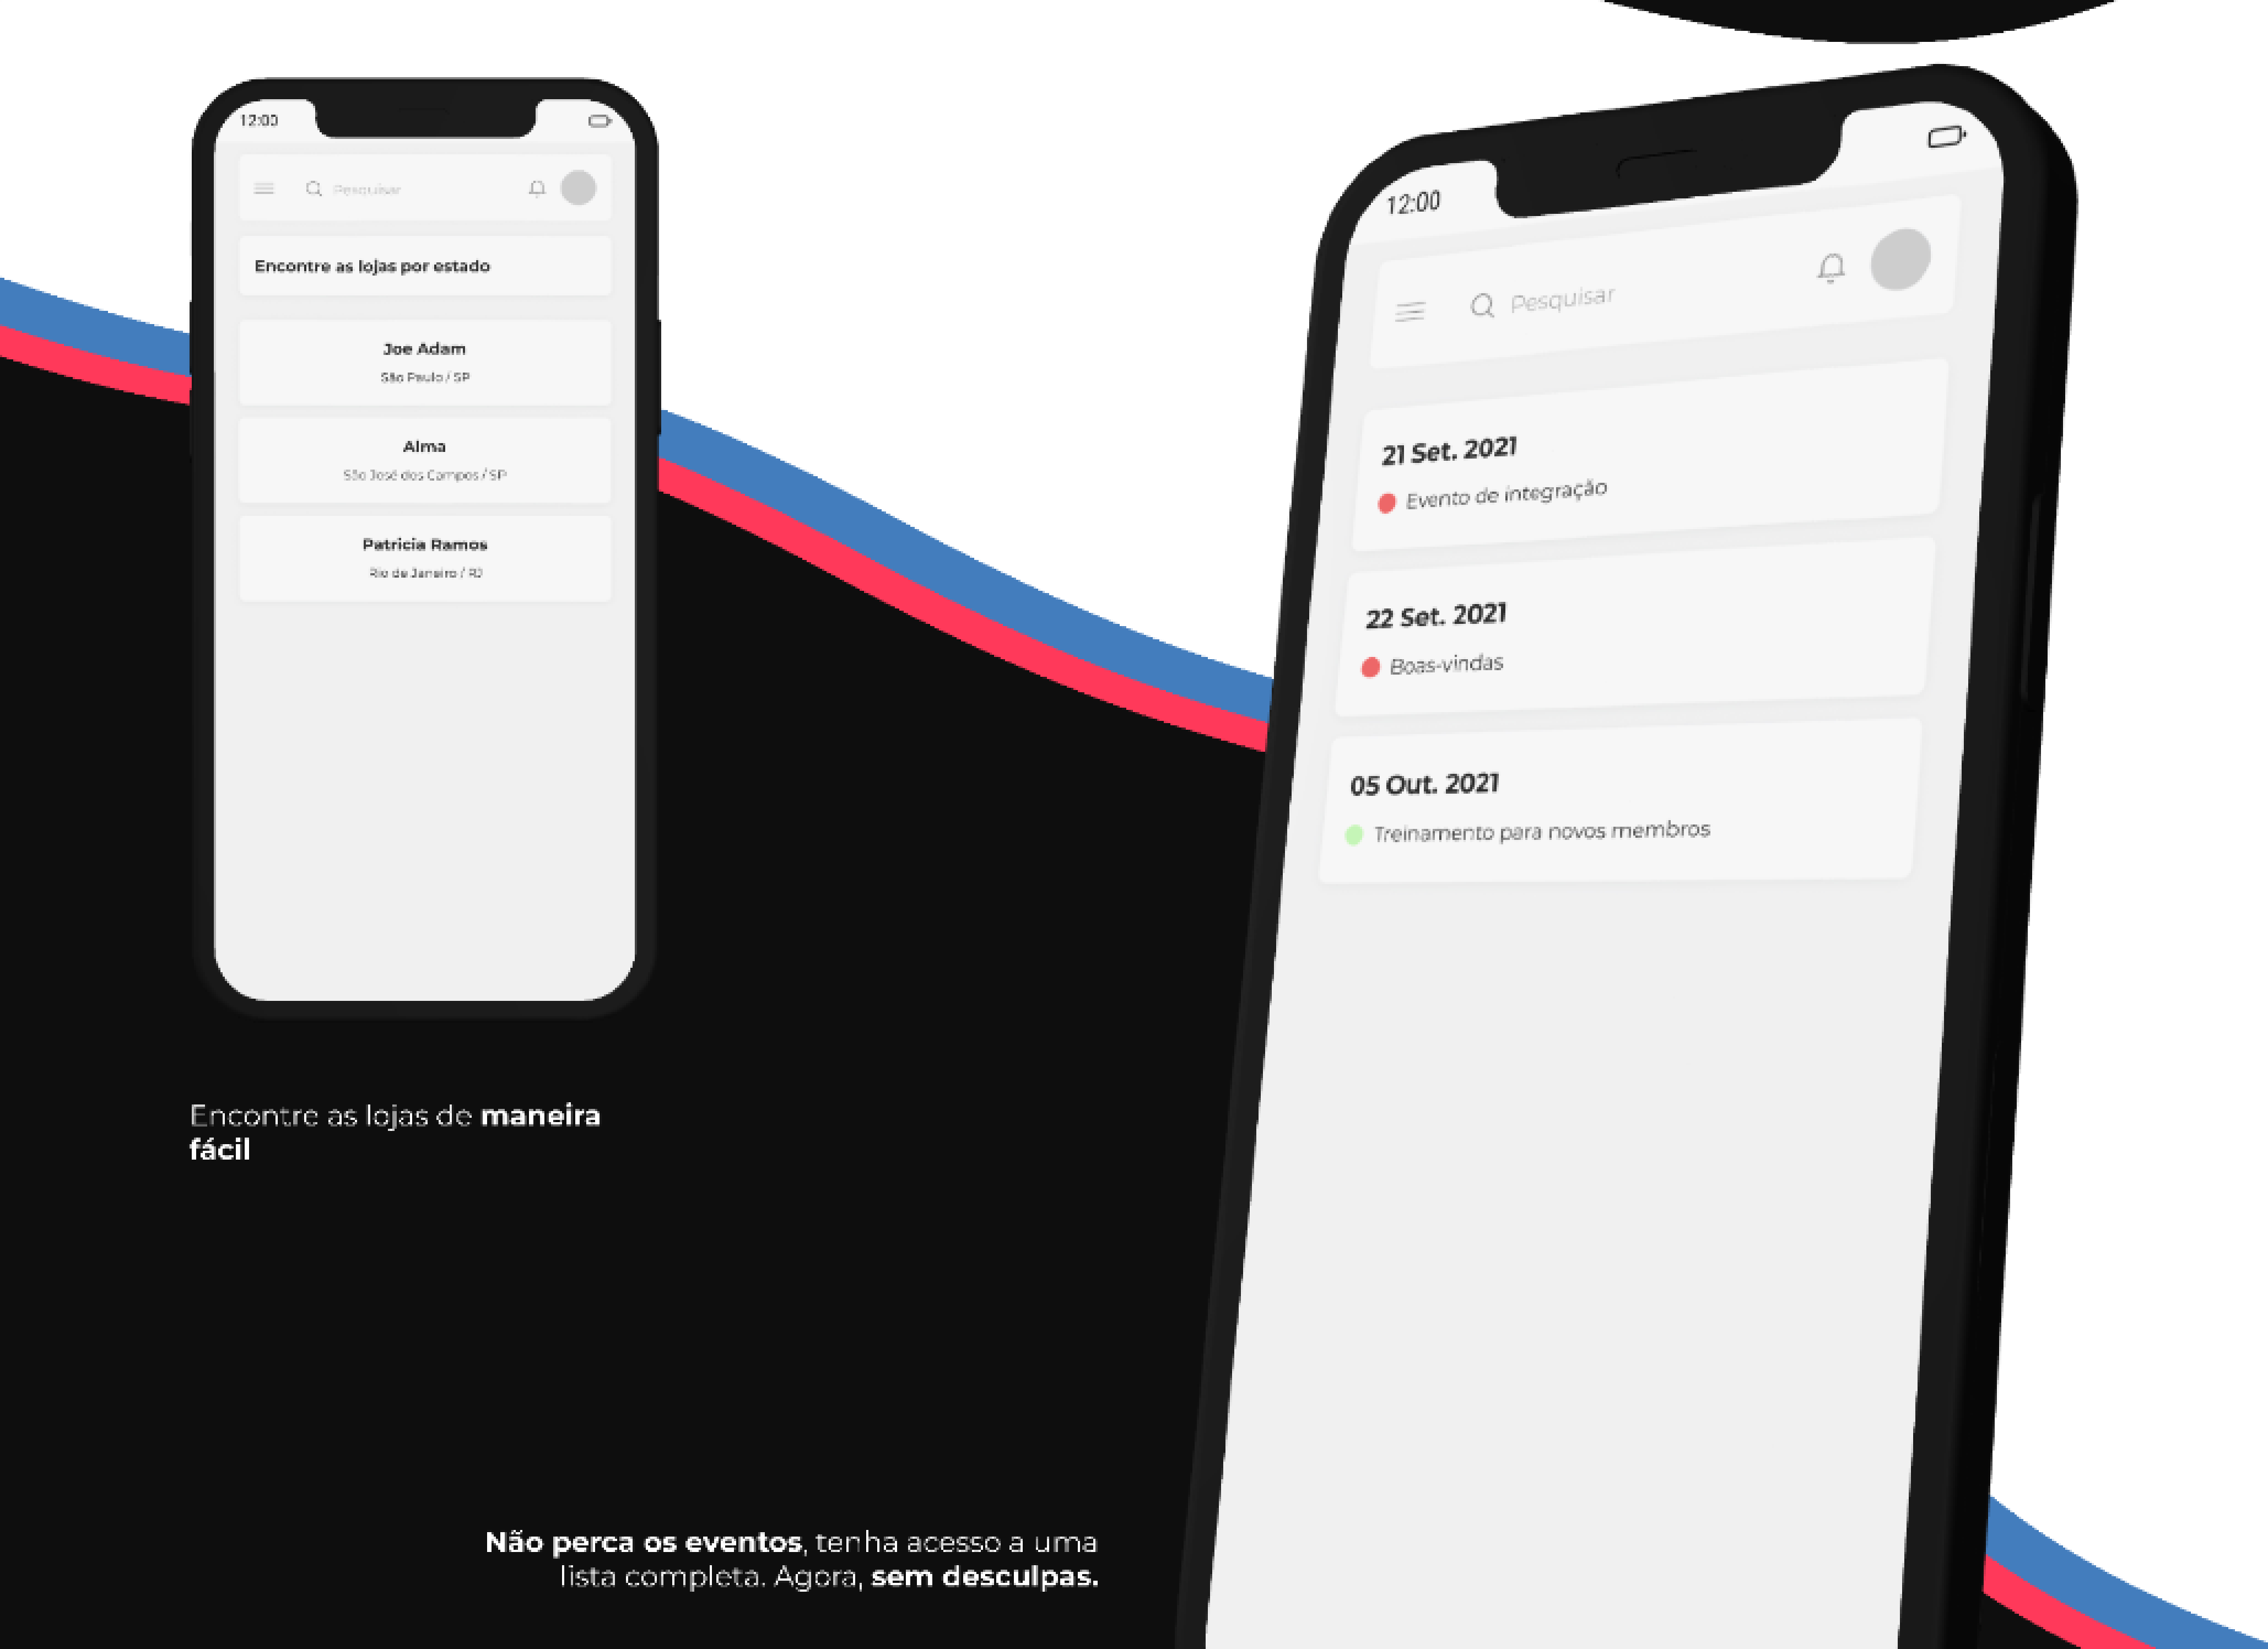 12:00
Pesquisar
Encontre as lojas por estado
Joe Adam
São Paulo / SP
Alma
São José dos Campos / SP
Patricia Ramos
Rio de Janeiro / RJ
Encontre as lojas de maneira
fácil
12:00
Pesquisar
21 Set. 2021
Evento de integração
22 Set. 2021
Boas-vindas
05 Out. 2021
Treinamento para novos membros
Não perca os eventos, tenha acesso a uma
lista completa. Agora, sem desculpas.